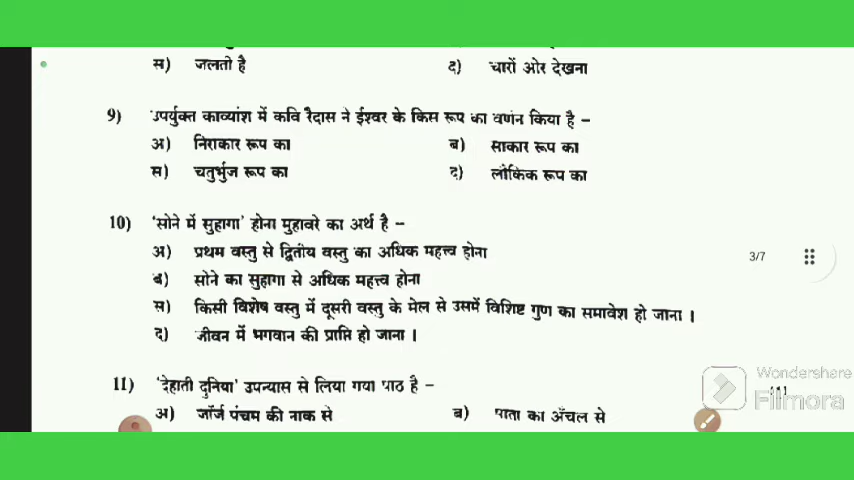 स) जलती है द) चारों ओर देखना
9) उपर्युक्त काव्यांश में कवि रैदास ने ईश्वर के किस रूप का वर्णन किया है –
अ) निराकार रूप का ब) साकार रूप का
स) चतुर्भुज रूप का द) लौकिक रूप का
10) 'सोने में सुहागा' होना मुहावरे का अर्थ है –
अ) प्रथम वस्तु से द्वितीय वस्तु का अधिक महत्त्व होना
3/7
ब) सोने का सुहागा से अधिक महत्त्व होना
स) किसी विशेष वस्तु में दूसरी वस्तु के मेल से उसमें विशिष्ट गुण का समावेश हो जाना ।
द) जीवन में भगवान की प्राप्ति हो जाना ।
Wondershare
Filmora
11) 'देहाती दुनिया' उपन्यास से लिया गया पाठ है –
अ) जॉर्ज पंचम की नाक से ब) माता का अँचल से